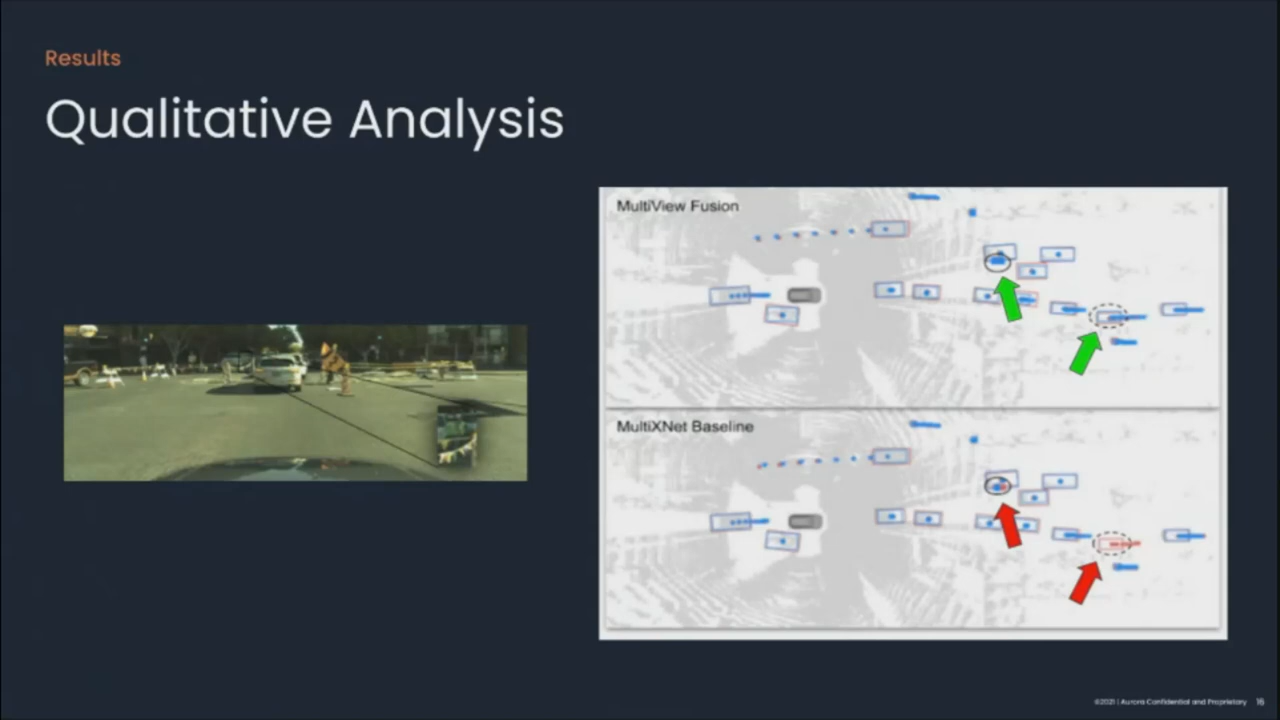 Results
Qualitative Analysis
MultiView Fusion
MultiXNet Baseline
©2021 | Aurora Confidential and Proprietary 16